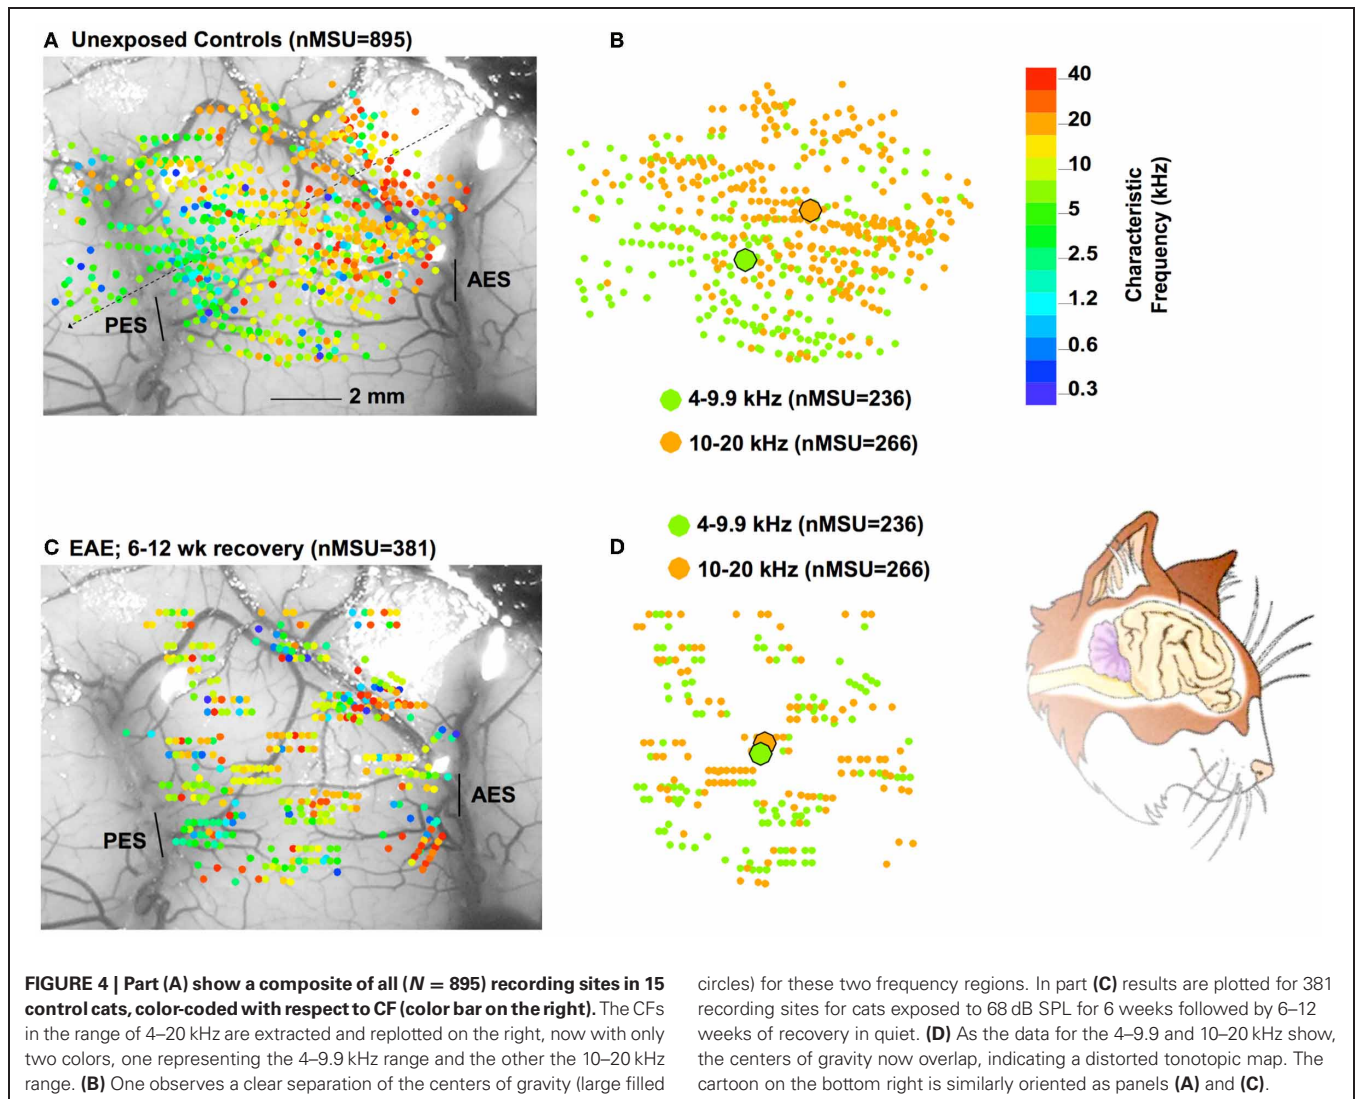 A Unexposed Controls (nMSU=895)
AES
PES
2 mm
B
4-9.9 kHz (nMSU=236)
10-20 kHz (nMSU=266)
40
20
10
5
2.5
1.2
0.6
0.3
Characteristic
Frequency (kHz)
C EAE; 6-12 wk recovery (nMSU=381)
AES
PES
D
4-9.9 kHz (nMSU=236)
10-20 kHz (nMSU=266)
FIGURE 4 | Part (A) show a composite of all (N = 895) recording sites in 15
control cats, color-coded with respect to CF (color bar on the right). The CFs
in the range of 4–20 kHz are extracted and replotted on the right, now with only
two colors, one representing the 4–9.9 kHz range and the other the 10–20 kHz
range. (B) One observes a clear separation of the centers of gravity (large filled
circles) for these two frequency regions. In part (C) results are plotted for 381
recording sites for cats exposed to 68 dB SPL for 6 weeks followed by 6–12
weeks of recovery in quiet. (D) As the data for the 4–9.9 and 10–20 kHz show,
the centers of gravity now overlap, indicating a distorted tonotopic map. The
cartoon on the bottom right is similarly oriented as panels (A) and (C).